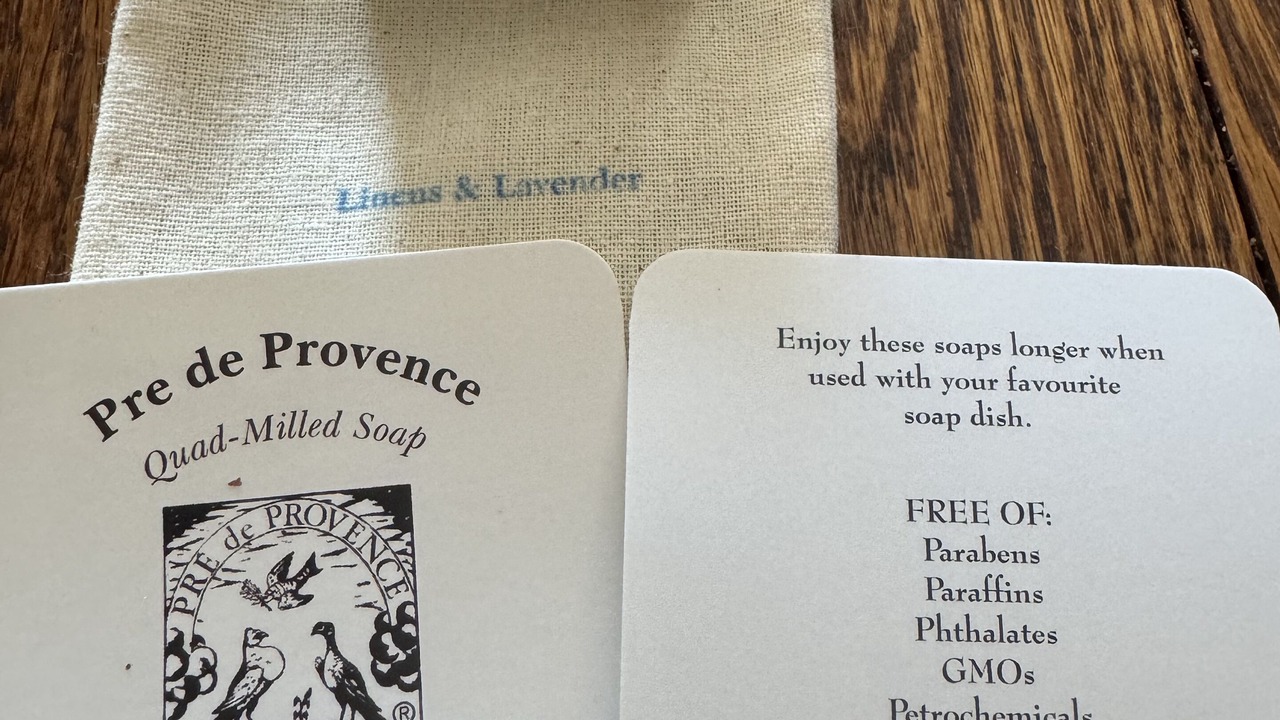 Linens & Lavender
Pre de Provence
Quad-Milled Soap
PRE de PROVENCE
®
Enjoy these soaps longer when
used with your favourite
soap dish.
FREE OF:
Parabens
Paraffins
Phthalates
GMOs
Petrochemicals